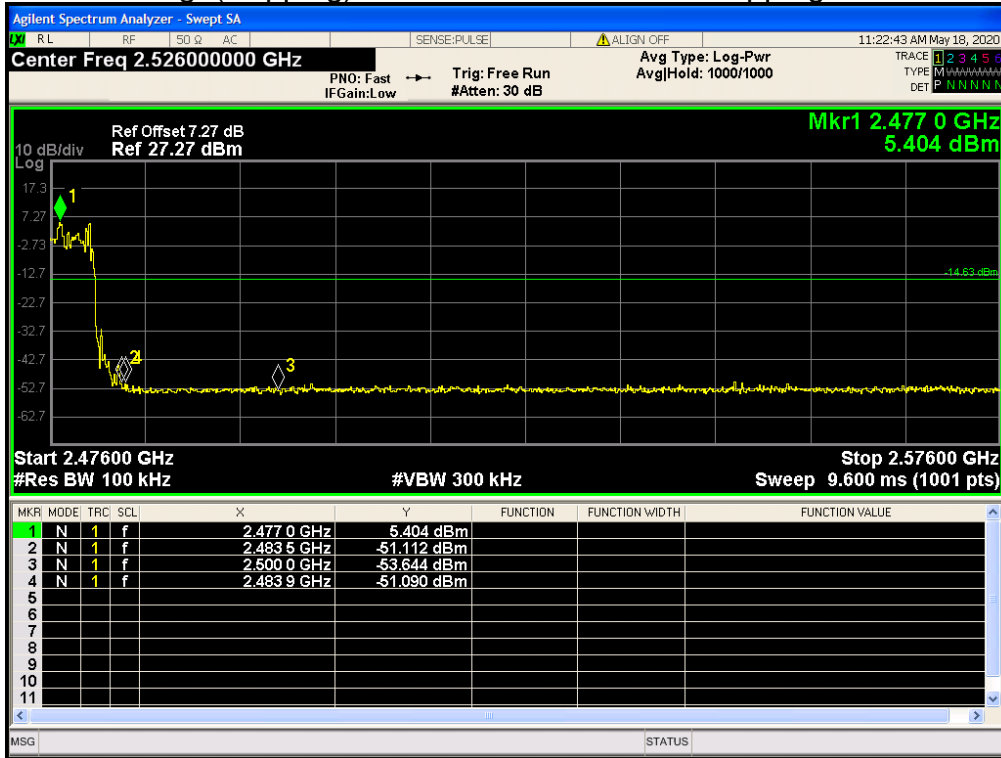 Agilent Spectrum Analyzer - Swept SA
LXI RL RF 50 Ω AC SENSE:PULSE ALIGN OFF 11:22:43 AM May 18, 2020
Center Freq 2.526000000 GHz
PNO: Fast
IFGain:Low
Trig: Free Run
#Atten: 30 dB
Avg Type: Log-Pwr
Avg|Hold: 1000/1000
TRACE 1 2 3 4 5 6
TYPE M
DET P N N N N N
Mkr1 2.477 0 GHz
5.404 dBm
Ref Offset 7.27 dB
10 dB/div Ref 27.27 dBm
Log
17.3
7.27
-2.73
-12.7
-22.7
-32.7
-42.7
-52.7
-62.7
1
2
3
-14.63 dBm
Start 2.47600 GHz Stop 2.57600 GHz
#Res BW 100 kHz #VBW 300 kHz Sweep 9.600 ms (1001 pts)
MKR MODE TRC SCL X Y FUNCTION FUNCTION WIDTH FUNCTION VALUE
1 N 1 f 2.477 0 GHz 5.404 dBm
2 N 1 f 2.483 5 GHz -51.112 dBm
3 N 1 f 2.500 0 GHz -53.644 dBm
4 N 1 f 2.483 9 GHz -51.090 dBm
5
6
7
8
9
10
11
MSG STATUS